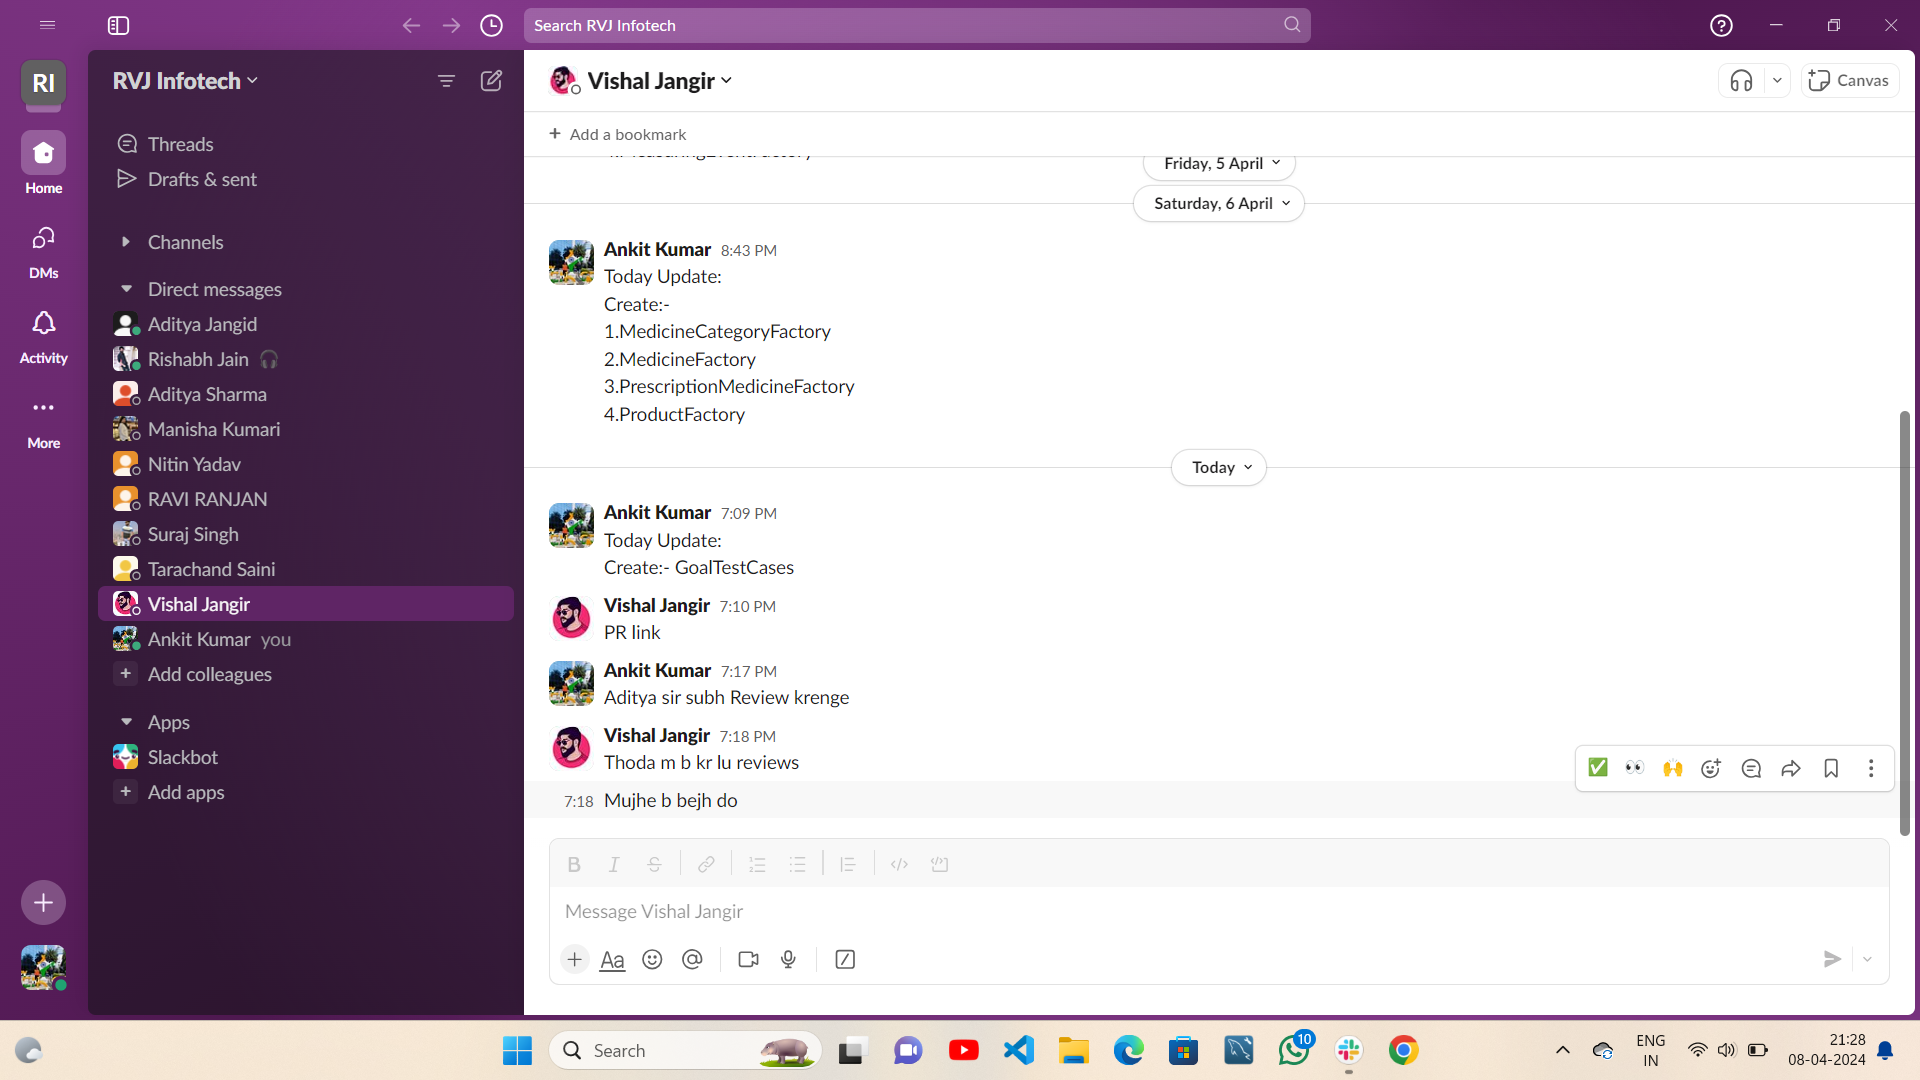 Search RVJ Infotech
RI
RVJ Infotech
Vishal Jangir
Canvas
Add a bookmark
Home
DMs
Activity
More
Threads
Drafts & sent
Channels
Direct messages
Aditya Jangid
Rishabh Jain
Aditya Sharma
Manisha Kumari
Nitin Yadav
RAVI RANJAN
Suraj Singh
Tarachand Saini
Vishal Jangir
Ankit Kumar you
Add colleagues
Apps
Slackbot
Add apps
Friday, 5 April
Saturday, 6 April
Ankit Kumar 8:43 PM
Today Update:
Create:-
1.MedicineCategoryFactory
2.MedicineFactory
3.PrescriptionMedicineFactory
4.ProductFactory
Today
Ankit Kumar 7:09 PM
Today Update:
Create:- GoalTestCases
Vishal Jangir 7:10 PM
PR link
Ankit Kumar 7:17 PM
Aditya sir subh Review krenge
Vishal Jangir 7:18 PM
Thoda m b kr lu reviews
7:18 Mujhe b bejh do
Message Vishal Jangir
Aa
Search
10
ENG
IN
21:28
08-04-2024